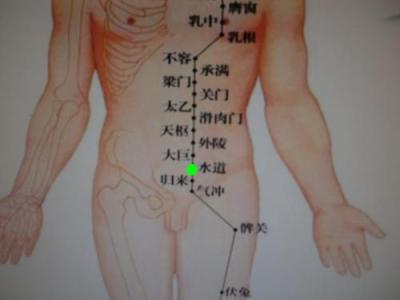 膺窗
乳中
乳根
不容
承满
梁门
关门
太乙
滑肉门
天枢
外陵
大巨
水道
归来
气冲
髀关
伏兔